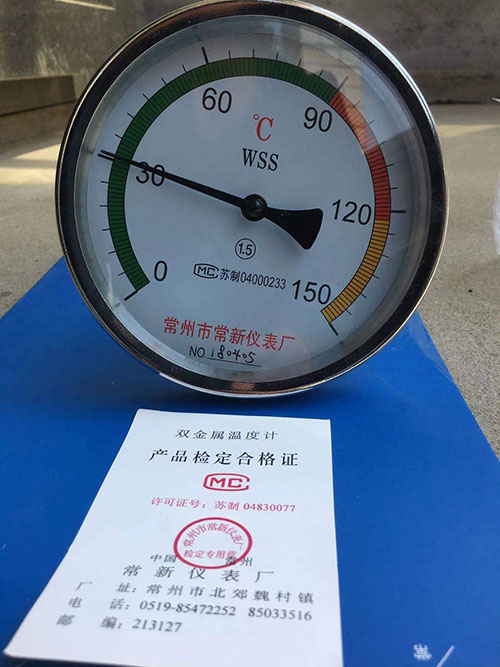 60
90
℃
WSS
30
120
1.5
0
MC 苏制04000233
150
常州市常新仪表厂
NO.180405
双金属温度计
产品检定合格证
MC
许可证号：苏制 04830077
常州市常新仪表厂
检定专用章
中国 常州
常新仪表厂
厂 址：常州市北郊魏村镇
电 话：0519-85472252 85033516
邮 编：213127